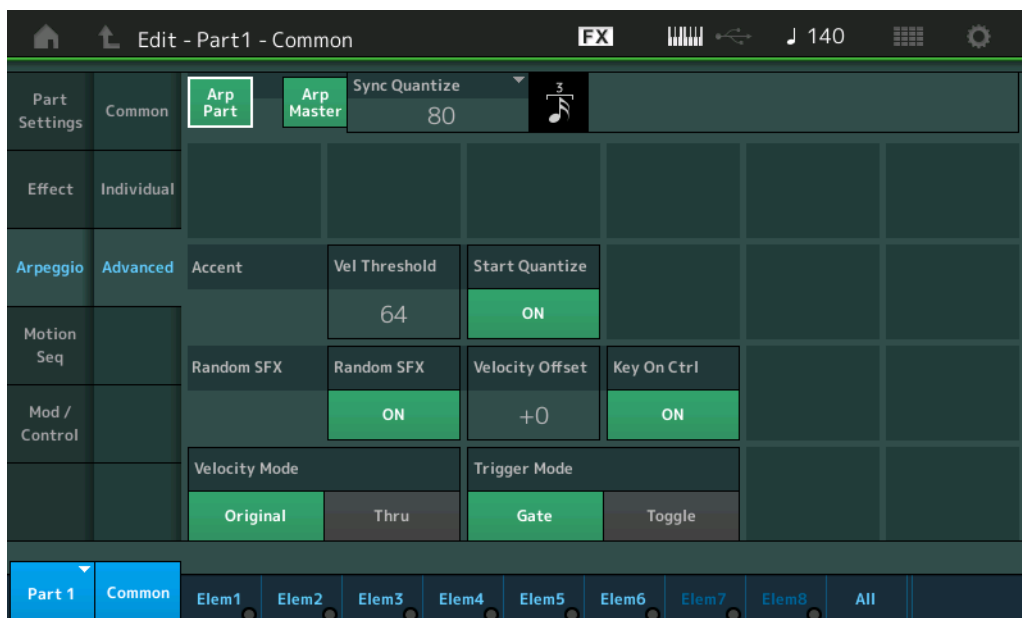 Edit - Part1 - Common FX ♩ 140
Part Settings
Common
Arp Part
Arp Master
Sync Quantize
80
3
Effect
Individual
Arpeggio
Advanced
Accent
Vel Threshold
Start Quantize
64
ON
Motion Seq
Random SFX
Random SFX
Velocity Offset
Key On Ctrl
ON
+0
ON
Mod / Control
Velocity Mode
Trigger Mode
Original
Thru
Gate
Toggle
Part 1
Common
Elem1
Elem2
Elem3
Elem4
Elem5
Elem6
Elem7
Elem8
All